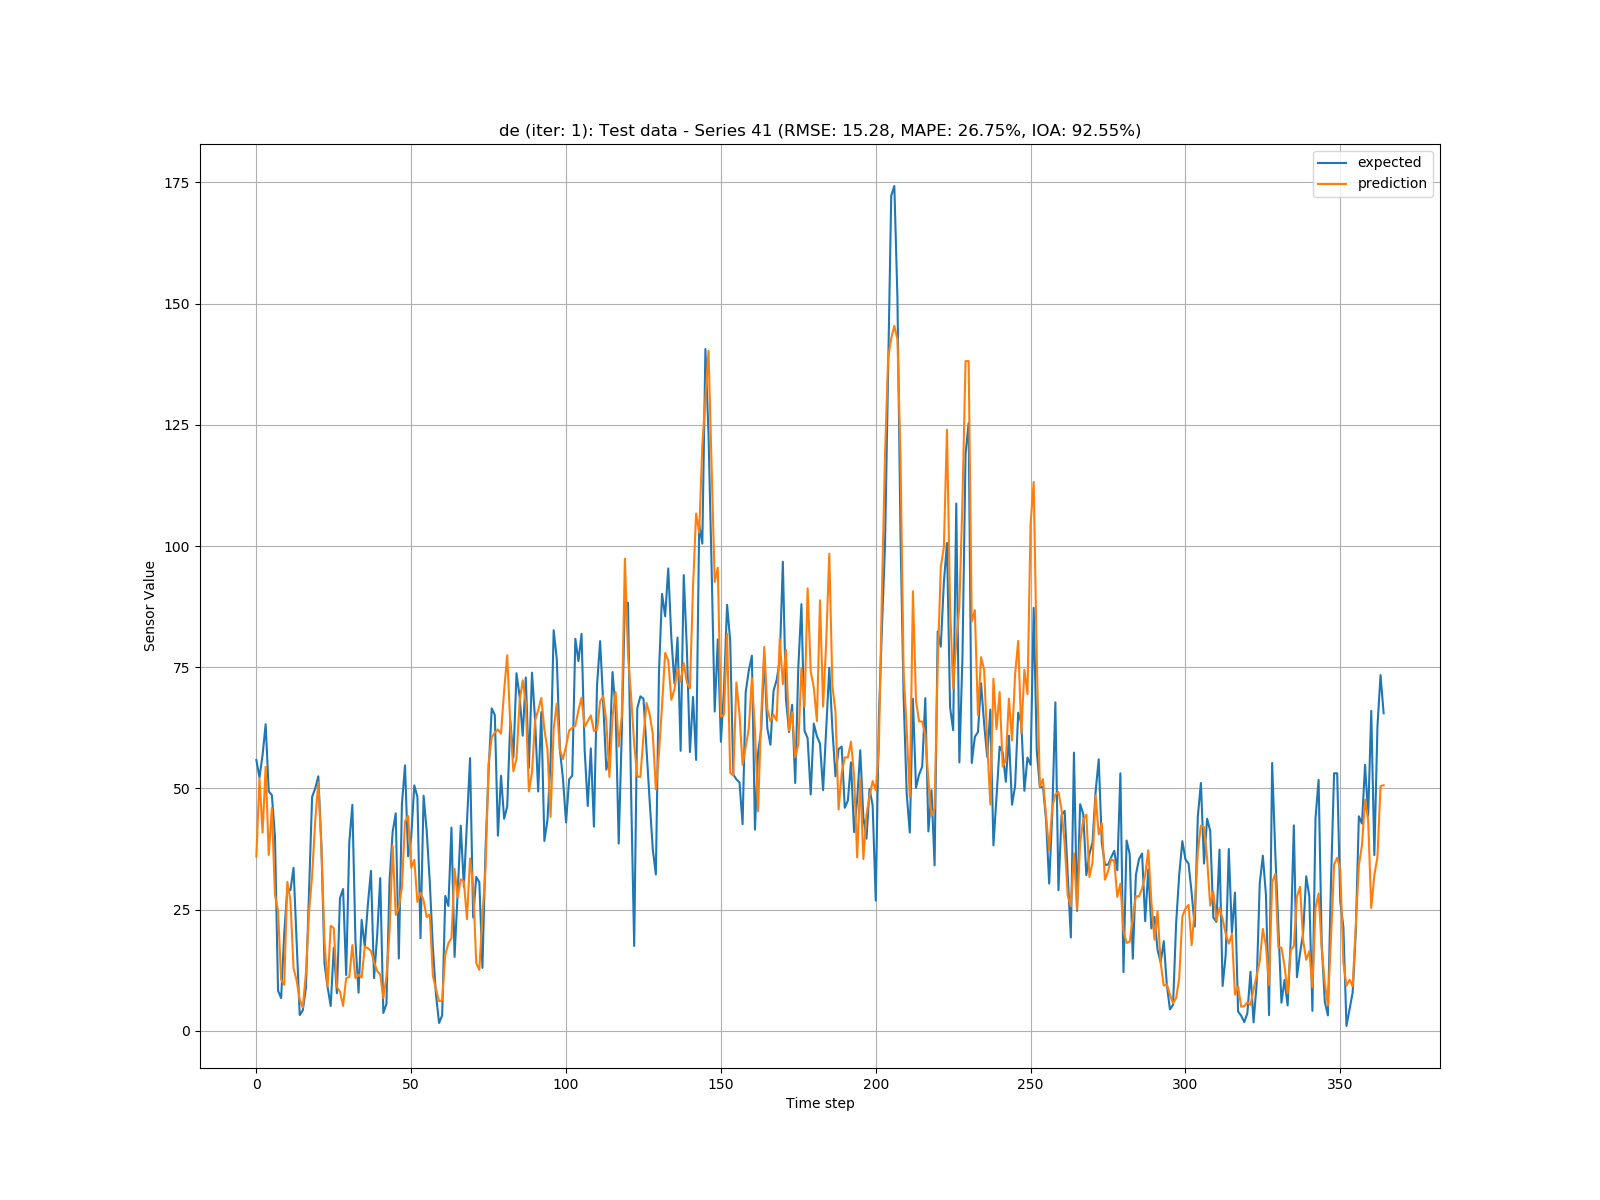 de (iter: 1): Test data - Series 41 (RMSE: 15.28, MAPE: 26.75%, IOA: 92.55%)
expected
prediction
175
150
125
100
75
50
25
0
Sensor Value
0 50 100 150 200 250 300 350
Time step